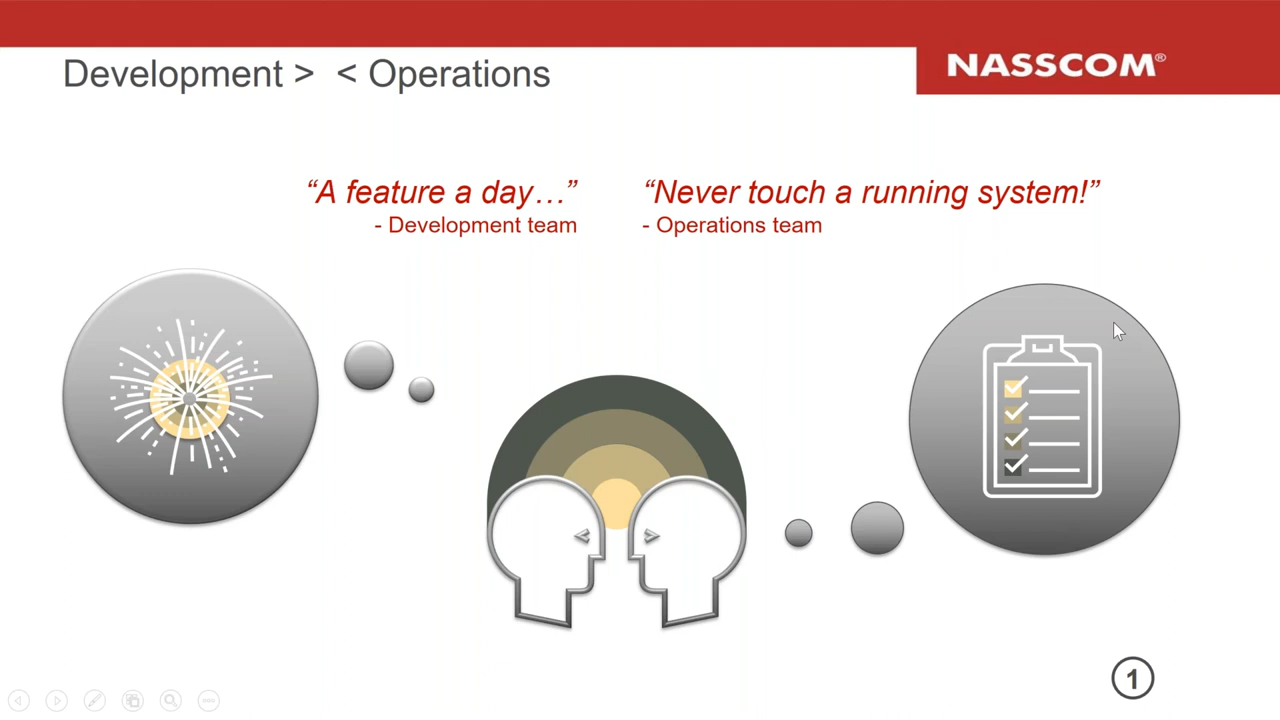 Development > < Operations
NASSCOM®
“A feature a day…”
- Development team
“Never touch a running system!”
- Operations team
1